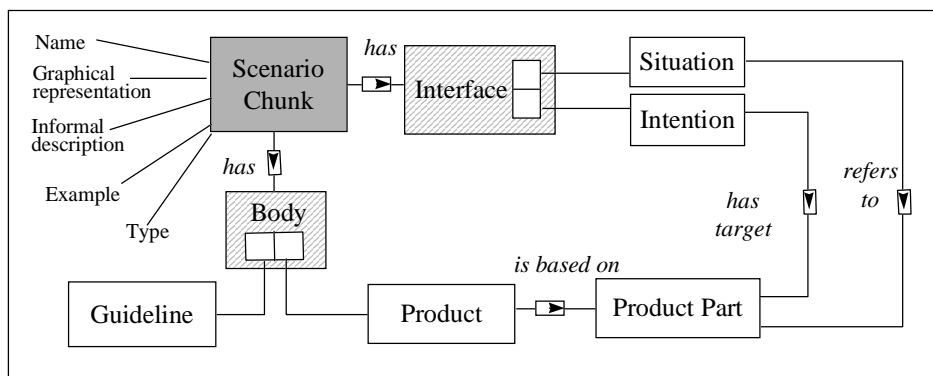 Name
Graphical
representation
Informal
description
Example
Type
Scenario
Chunk
has
Interface
Situation
Intention
has
Body
has
target
refers
to
is based on
Guideline
Product
Product Part